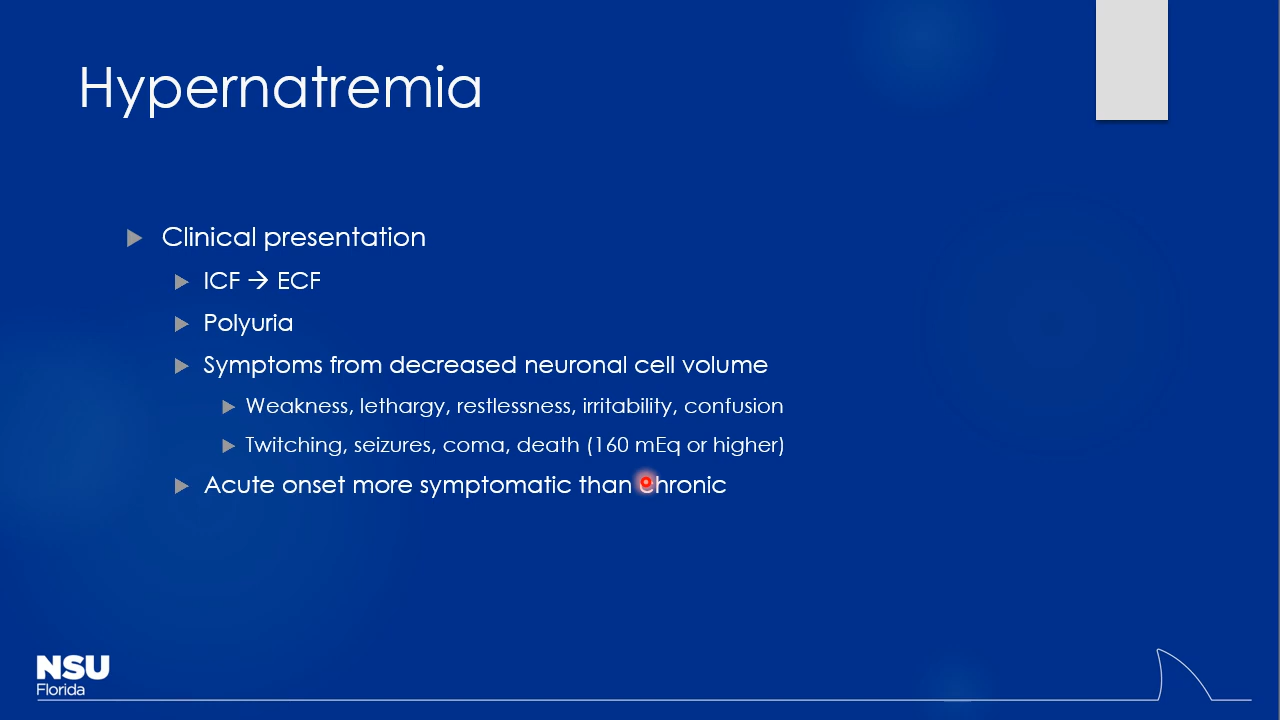 Hypernatremia
Clinical presentation
ICF → ECF
Polyuria
Symptoms from decreased neuronal cell volume
Weakness, lethargy, restlessness, irritability, confusion
Twitching, seizures, coma, death (160 mEq or higher)
Acute onset more symptomatic than chronic
NSU
Florida